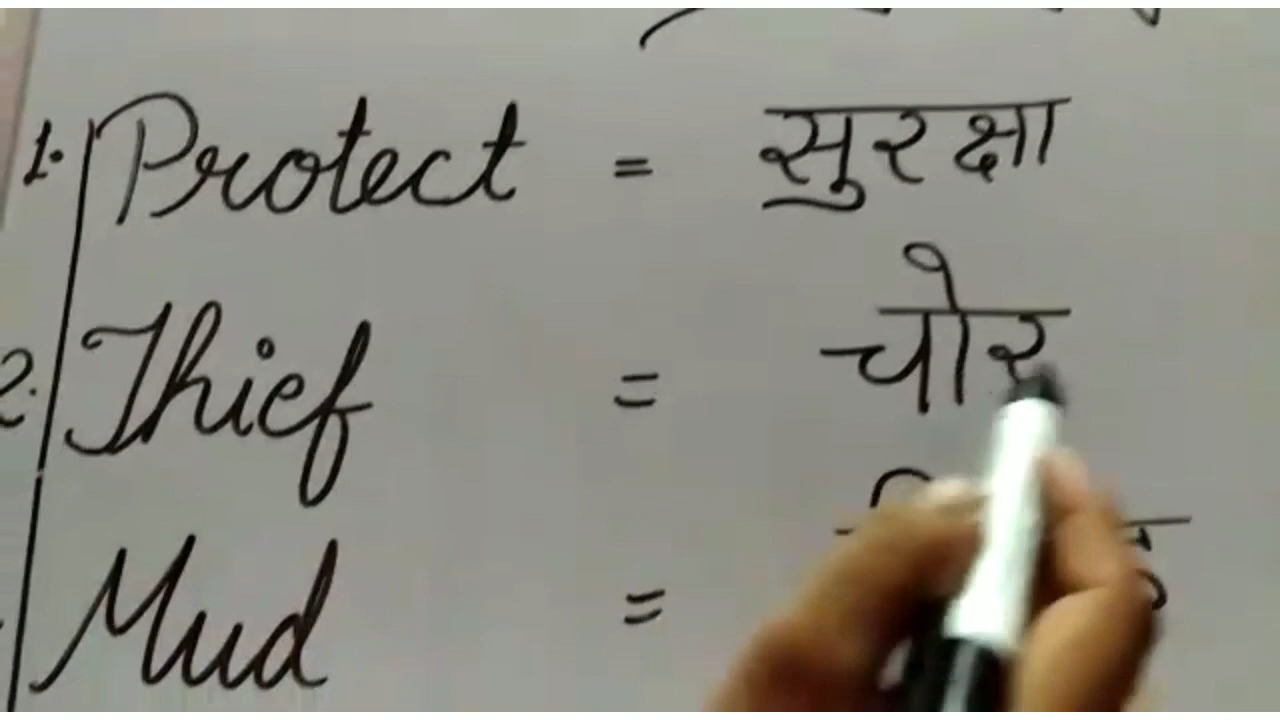 1. Protect = सुरक्षा
2. Thief = चोर
Mud =